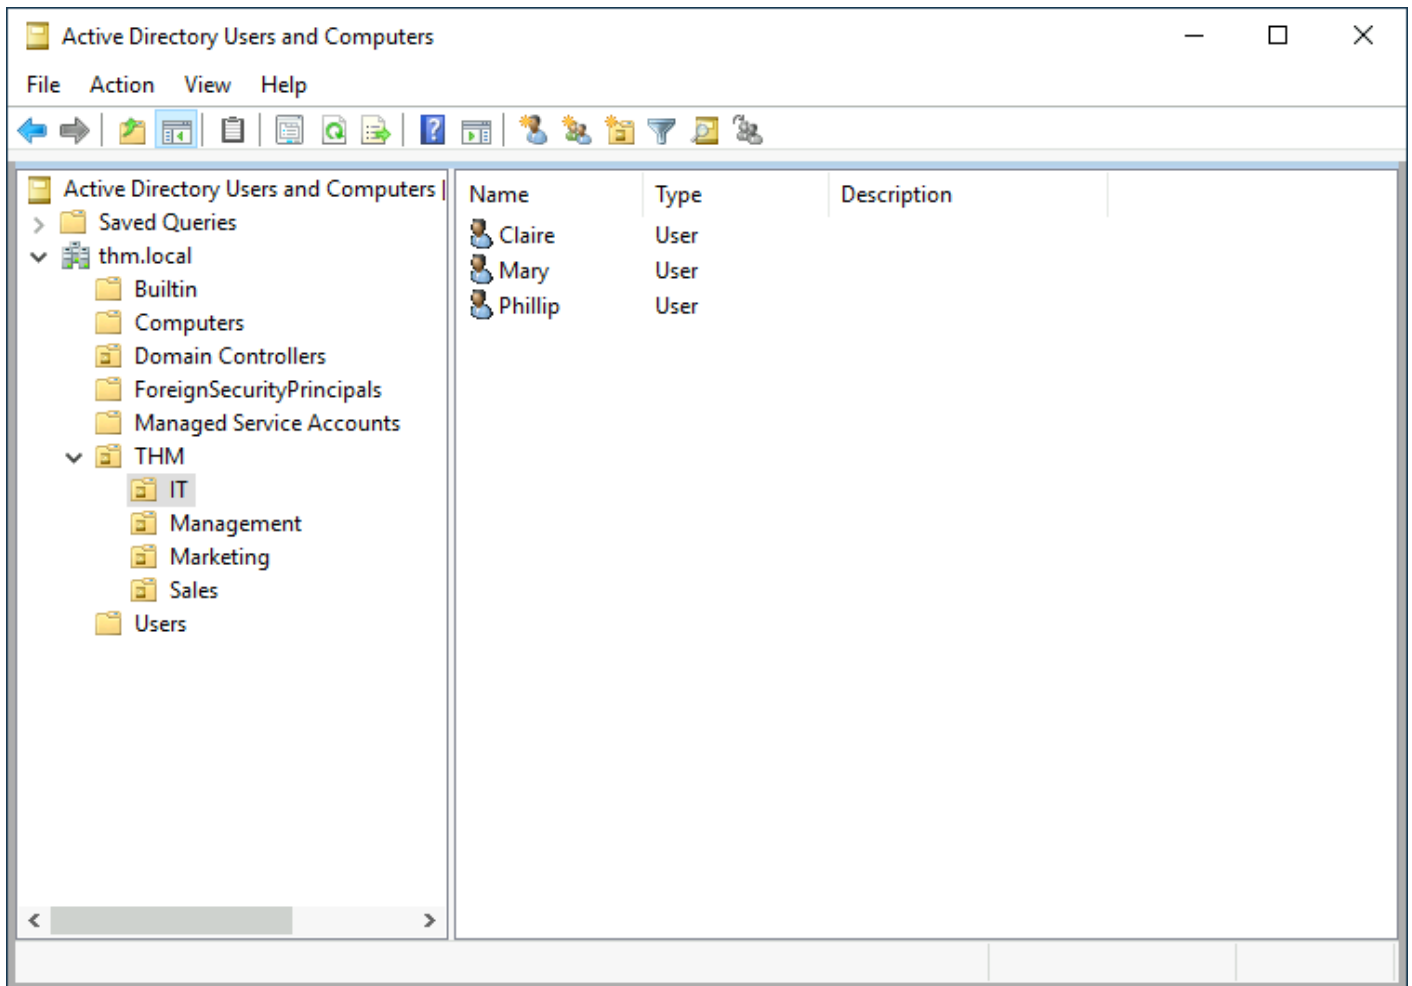 Active Directory Users and Computers
File Action View Help
Active Directory Users and Computers
Saved Queries
thm.local
Builtin
Computers
Domain Controllers
ForeignSecurityPrincipals
Managed Service Accounts
THM
IT
Management
Marketing
Sales
Users
Name Type Description
Claire User
Mary User
Phillip User